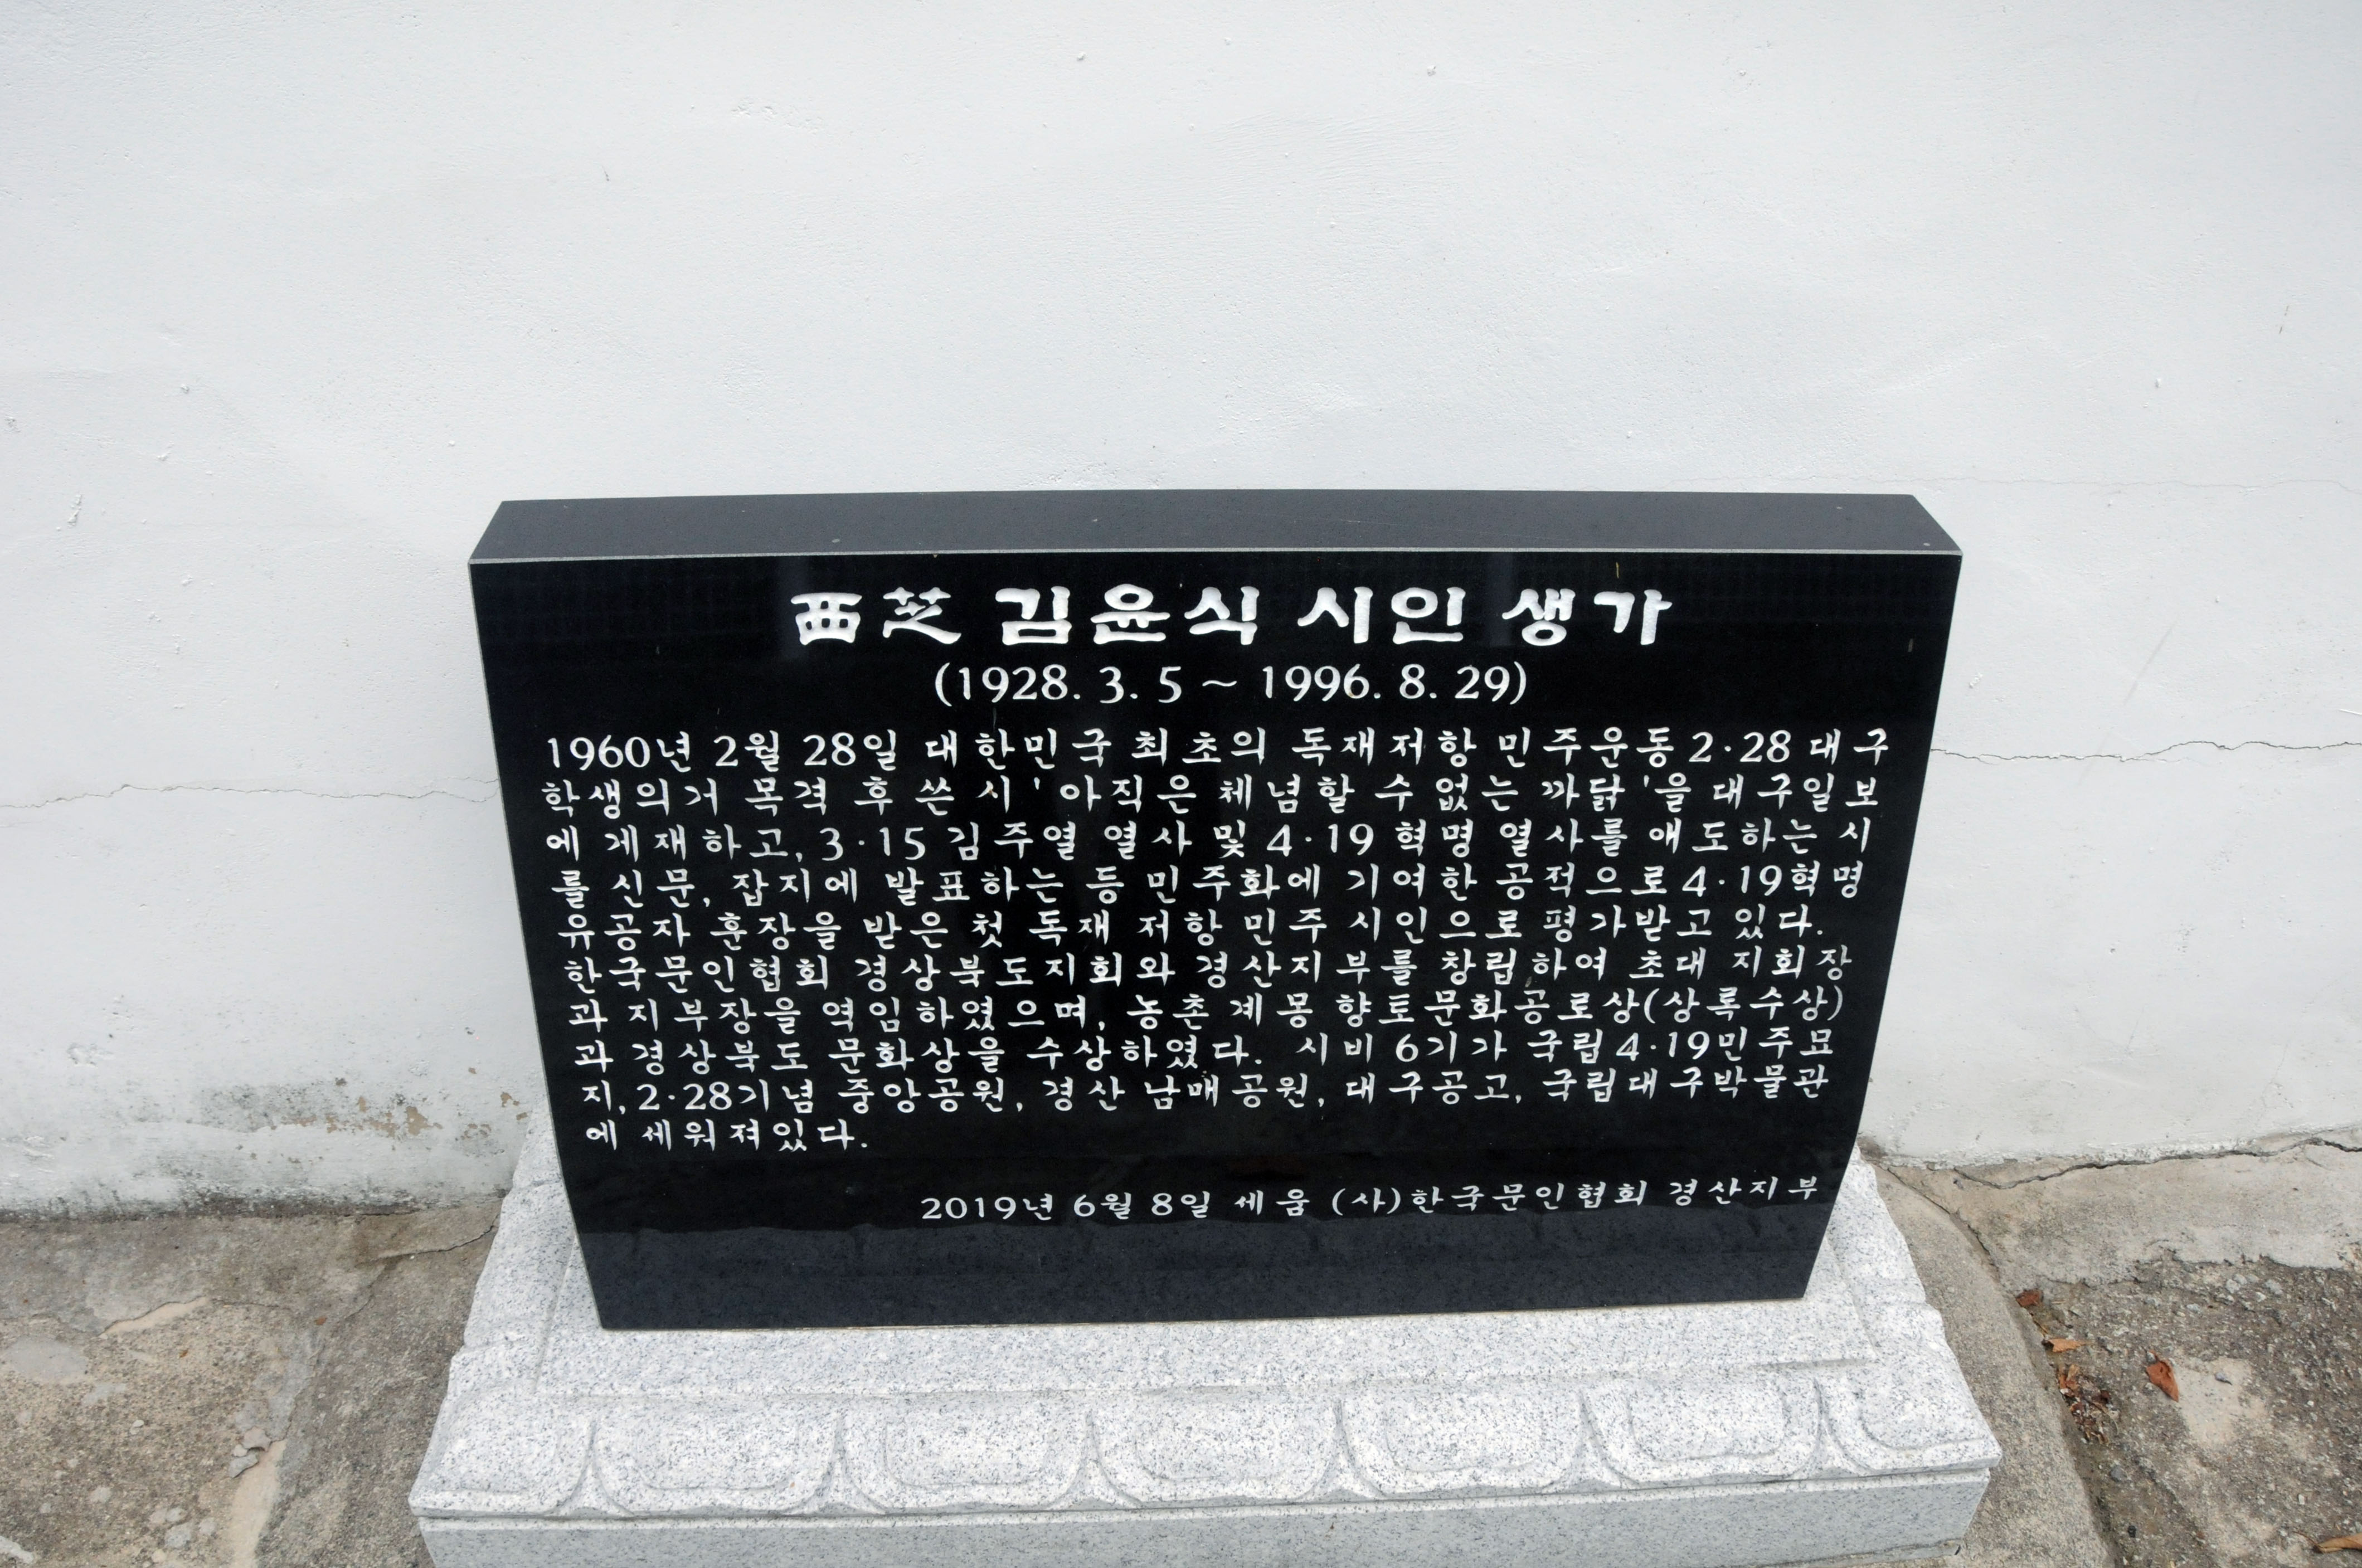 西芝 김윤식 시인 생가
(1928. 3. 5 ~ 1996. 8. 29)
1960년 2월 28일 대한민국 최초의 독재저항 민주운동 2·28 대구
학생의거 목격 후 쓴 시 '아직은 체념할 수 없는 까닭'을 대구일보
에 게재하고, 3·15 김주열 열사 및 4·19 혁명 열사를 애도하는 시
를 신문, 잡지에 발표하는 등 민주화에 기여한 공적으로 4·19혁명
유공자 훈장을 받은 첫 독재 저항 민주 시인으로 평가받고 있다.
한국문인협회 경상북도지회와 경산지부를 창립하여 초대 지회장
과 지부장을 역임하였으며, 농촌계몽 향토문화공로상(상록수상)
과 경상북도 문화상을 수상하였다. 시비 6기가 국립 4·19민주묘
지, 2·28기념 중앙공원, 경산 남매공원, 대구공고, 국립대구박물관
에 세워져있다.
2019년 6월 8일 세움 (사)한국문인협회 경산지부